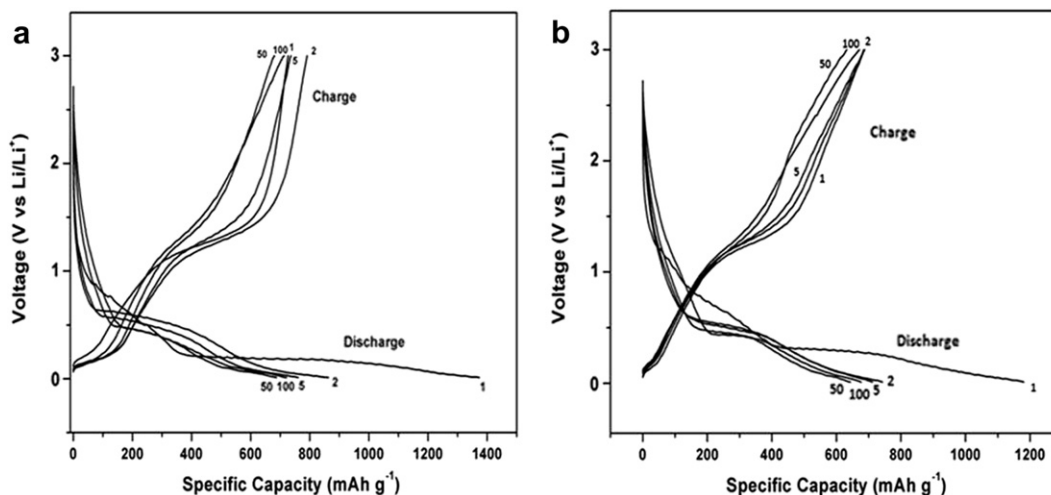 a
50 100 1 5 2
3
Charge
2
1
Discharge
0
50 100 5 2 1
0 200 400 600 800 1000 1200 1400
Specific Capacity (mAh g⁻¹)
Voltage (V vs Li/Li⁺)
b
50 100 2
3
Charge
2
5 1
1
Discharge
0
50 100 5 2 1
0 200 400 600 800 1000 1200
Specific Capacity (mAh g⁻¹)
Voltage (V vs Li/Li⁺)